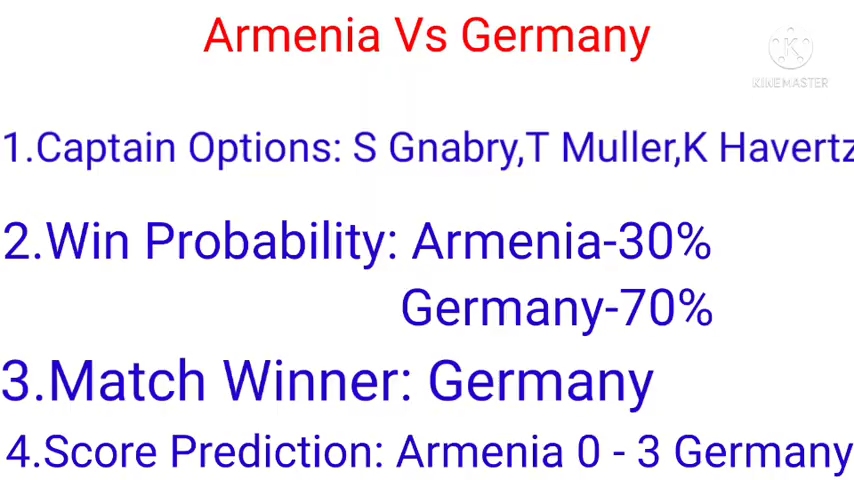 Armenia Vs Germany
K
KINEMASTER
1.Captain Options: S Gnabry,T Muller,K Havertz
2.Win Probability: Armenia-30%
Germany-70%
3.Match Winner: Germany
4.Score Prediction: Armenia 0 - 3 Germany